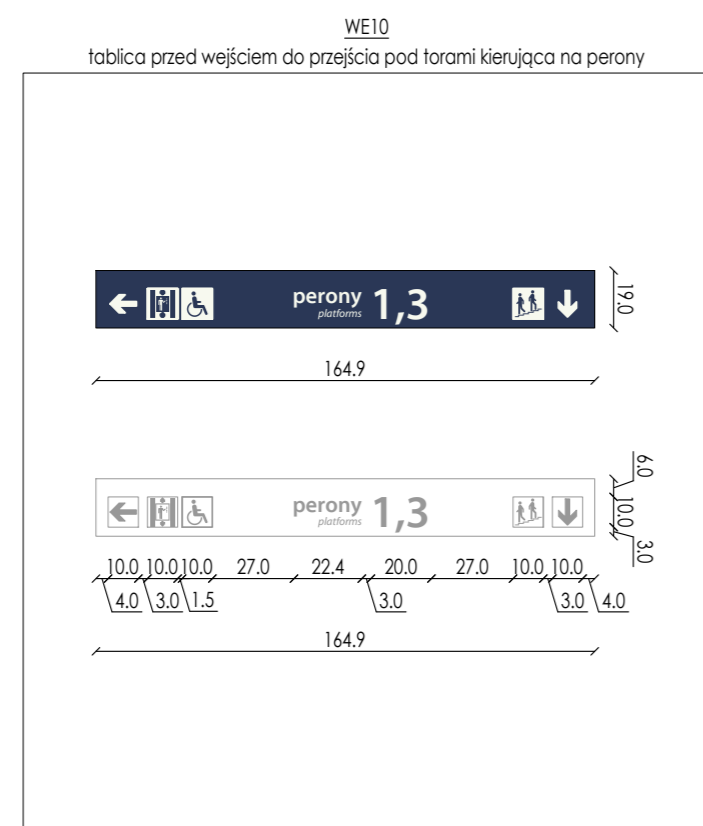 WE10
tablica przed wejściem do przejścia pod torami kierująca na perony
perony 1,3
platforms
19.0
164.9
6.0
perony 1,3
platforms
10.0
3.0
10.0 10.0 10.0 27.0 22.4 20.0 27.0 10.0 10.0
4.0 3.0 1.5 3.0 3.0 4.0
164.9